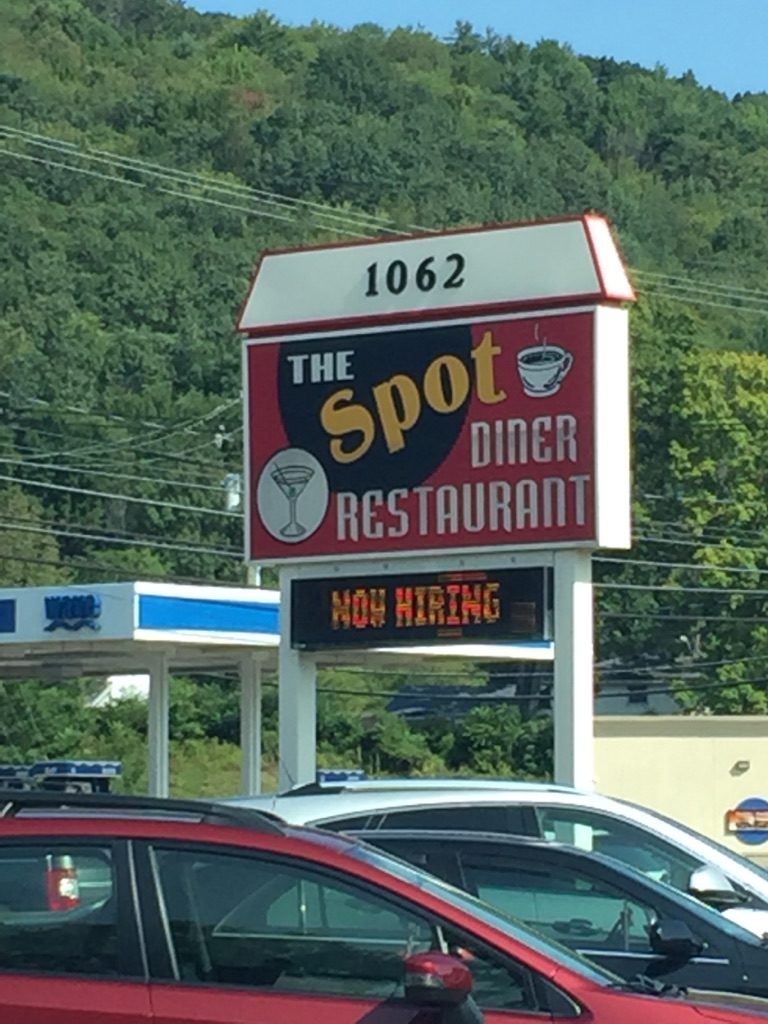 1062
THE
Spot
DINER
RESTAURANT
NOW HIRING